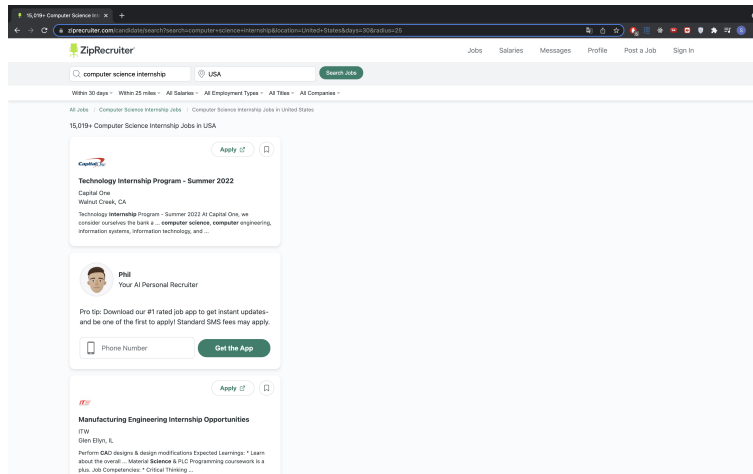 15,019+ Computer Science Int
ziprecruiter.com/candidate/search?search=computer+science+internship&location=United+States&days=30&radius=25
ZipRecruiter
Jobs Salaries Messages Profile Post a Job Sign In
computer science internship USA Search Jobs
Within 30 days Within 25 miles All Salaries All Employment Types All Titles All Companies
All Jobs / Computer Science Internship Jobs / Computer Science Internship Jobs in United States
15,019+ Computer Science Internship Jobs in USA
Apply
Capital One
Technology Internship Program - Summer 2022
Capital One
Walnut Creek, CA
Technology Internship Program - Summer 2022 At Capital One, we
consider ourselves the bank a ... computer science, computer engineering,
information systems, information technology, and ...
Phil
Your AI Personal Recruiter
Pro tip: Download our #1 rated job app to get instant updates–
and be one of the first to apply! Standard SMS fees may apply.
Phone Number Get the App
Apply
ITW
Manufacturing Engineering Internship Opportunities
ITW
Glen Ellyn, IL
Perform CAD designs & design modifications Expected Learnings: * Learn
about the overall ... Material Science & PLC Programming coursework is a
plus. Job Competencies: * Critical Thinking ...